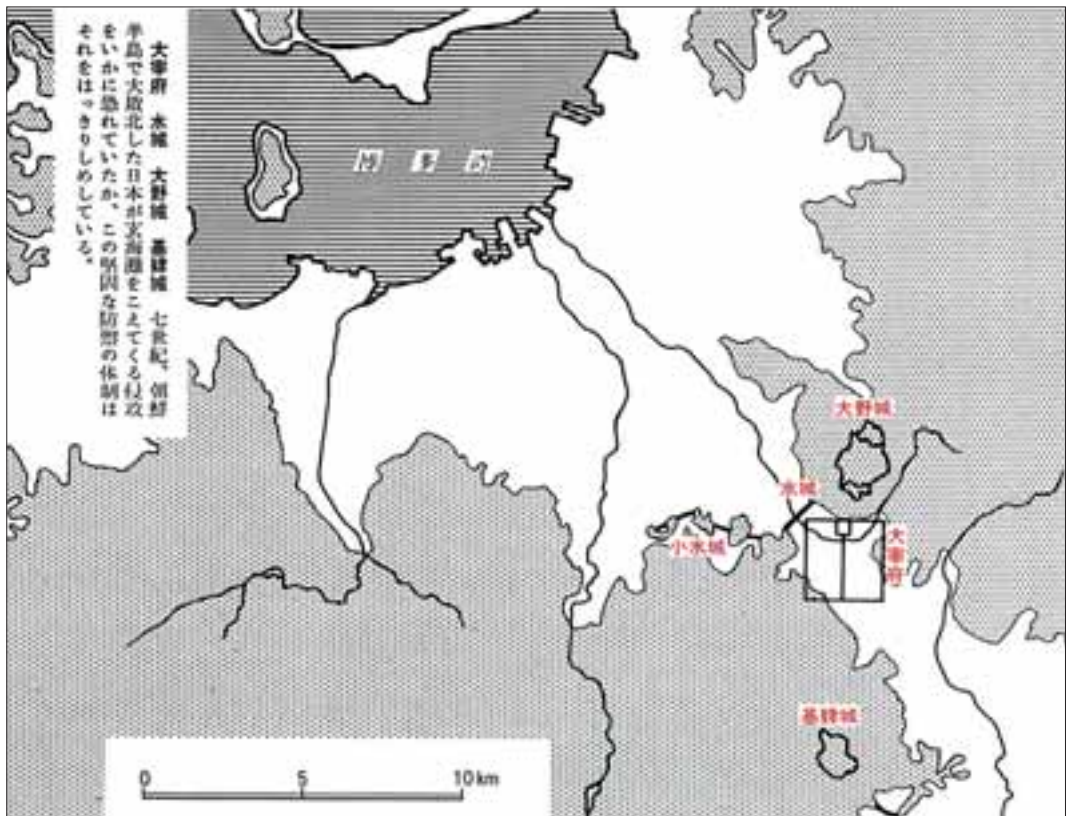 大宰府　水城　大野城　基肄城　七世紀、朝鮮
半島で大敗北した日本が玄海灘をこえてくる侵攻
をいかに恐れていたか、この堅固な防禦の体制は
それをはっきりしめしている。
博多湾
大野城
水城
小水城
大宰府
基肄城
0 5 10km